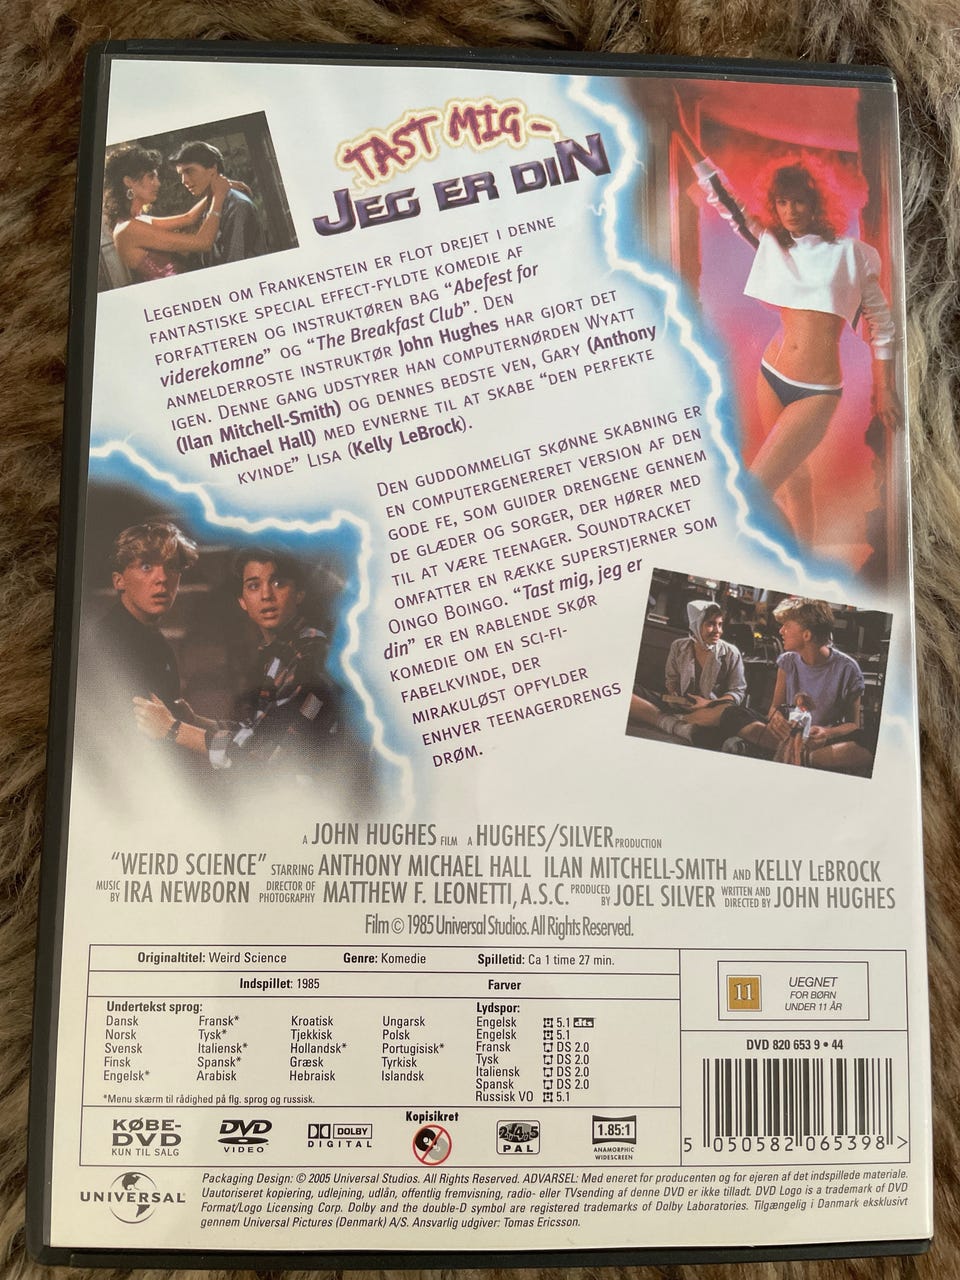 TAST MIG -
JEG ER DIN
LEGENDEN OM FRANKENSTEIN ER FLOT DREJET I DENNE
FANTASTISKE SPECIAL EFFECT-FYLDTE KOMEDIE AF
FORFATTEREN OG INSTRUKTØREN BAG "Abefest for
viderekomne" OG "The Breakfast Club". DEN
ANMELDERROSTE INSTRUKTØR John Hughes HAR GJORT DET
IGEN. DENNE GANG UDSTYRER HAN COMPUTERNØRDEN WYATT
(Ilan Mitchell-Smith) OG DENNES BEDSTE VEN, GARY (Anthony
Michael Hall) MED EVNERNE TIL AT SKABE "DEN PERFEKTE
KVINDE" LISA (Kelly LeBrock).
DEN GUDDOMMELIGT SKØNNE SKABNING ER
EN COMPUTERGENERERET VERSION AF DEN
GODE FE, SOM GUIDER DRENGENE GENNEM
DE GLÆDER OG SORGER, DER HØRER MED
TIL AT VÆRE TEENAGER. SOUNDTRACKET
OMFATTER EN RÆKKE SUPERSTJERNER SOM
OINGO BOINGO. "Tast mig, jeg er
din" ER EN RABLENDE SKØR
KOMEDIE OM EN SCI-FI-
FABELKVINDE, DER
MIRAKULØST OPFYLDER
ENHVER TEENAGERDRENGS
DRØM.
A JOHN HUGHES FILM A HUGHES/SILVER PRODUCTION
"WEIRD SCIENCE" STARRING ANTHONY MICHAEL HALL ILAN MITCHELL-SMITH AND KELLY LeBROCK
MUSIC BY IRA NEWBORN DIRECTOR OF PHOTOGRAPHY MATTHEW F. LEONETTI, A.S.C. PRODUCED BY JOEL SILVER WRITTEN AND DIRECTED BY JOHN HUGHES
Film © 1985 Universal Studios. All Rights Reserved.
Originaltitel: Weird Science Genre: Komedie Spilletid: Ca 1 time 27 min.
Indspillet: 1985 Farver
Undertekst sprog:
Dansk Fransk* Kroatisk Ungarsk
Norsk Tysk* Tjekkisk Polsk
Svensk Italiensk* Hollandsk* Portugisisk*
Finsk Spansk* Græsk Tyrkisk
Engelsk* Arabisk Hebraisk Islandsk
*Menu skærm til rådighed på flg. sprog og russisk.
Lydspor:
Engelsk 5.1 dts
Engelsk 5.1
Fransk DS 2.0
Tysk DS 2.0
Italiensk DS 2.0
Spansk DS 2.0
Russisk VO 5.1
11
UEGNET
FOR BØRN
UNDER 11 ÅR
DVD 820 653 9 • 44
5 050582 065398 >
KØBE-
DVD
KUN TIL SALG
DVD
VIDEO
DOLBY
DIGITAL
Kopisikret
2 4 5
PAL
1.85:1
ANAMORPHIC
WIDESCREEN
UNIVERSAL
Packaging Design: © 2005 Universal Studios. All Rights Reserved. ADVARSEL: Med eneret for producenten og for ejeren af det indspillede materiale.
Uautoriseret kopiering, udlejning, udlån, offentlig fremvisning, radio- eller TVsending af denne DVD er ikke tilladt. DVD Logo is a trademark of DVD
Format/Logo Licensing Corp. Dolby and the double-D symbol are registered trademarks of Dolby Laboratories. Tilgængelig i Danmark eksklusivt
gennem Universal Pictures (Denmark) A/S. Ansvarlig udgiver: Tomas Ericsson.